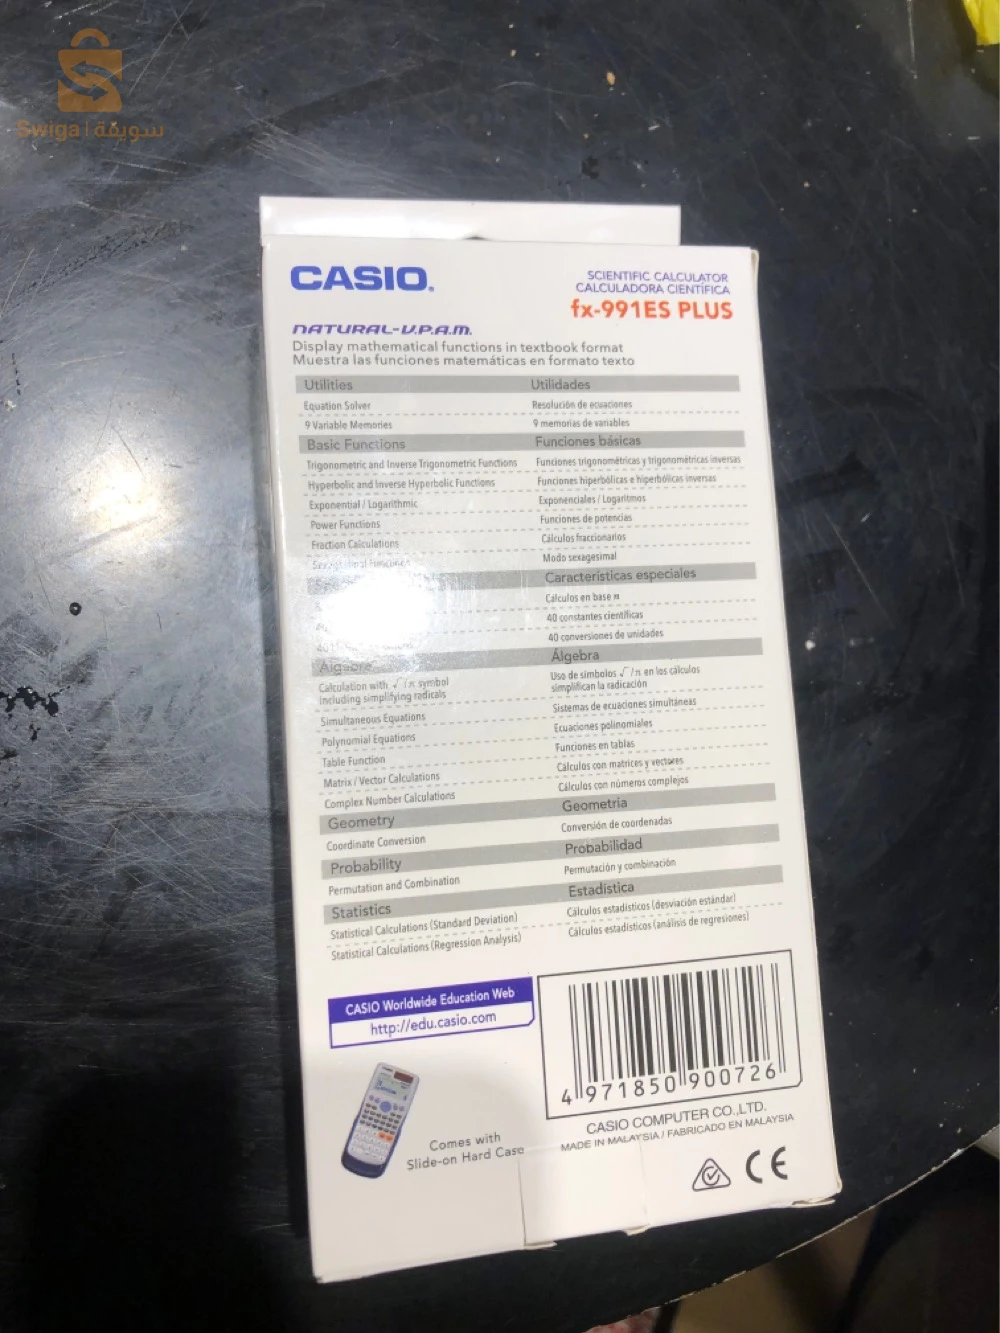 Swiga | سويقة
CASIO.
SCIENTIFIC CALCULATOR
CALCULADORA CIENTÍFICA
fx-991ES PLUS
NATURAL-V.P.A.M.
Display mathematical functions in textbook format
Muestra las funciones matemáticas en formato texto
Utilities Utilidades
Equation Solver Resolución de ecuaciones
9 Variable Memories 9 memorias de variables
Basic Functions Funciones básicas
Trigonometric and Inverse Trigonometric Functions Funciones trigonométricas y trigonométricas inversas
Hyperbolic and Inverse Hyperbolic Functions Funciones hiperbólicas e hiperbólicas inversas
Exponential / Logarithmic Exponenciales / Logaritmos
Power Functions Funciones de potencias
Fraction Calculations Cálculos fraccionarios
Modo sexagesimal
Características especiales
Cálculos en base n
40 constantes científicas
40 conversiones de unidades
Algebra Álgebra
Calculation with √ / π symbol
including simplifying radicals
Uso de símbolos √ / π en los cálculos
simplifican la radicación
Simultaneous Equations Sistemas de ecuaciones simultáneas
Polynomial Equations Ecuaciones polinomiales
Table Function Funciones en tablas
Matrix / Vector Calculations Cálculos con matrices y vectores
Complex Number Calculations Cálculos con números complejos
Geometry Geometría
Coordinate Conversion Conversión de coordenadas
Probability Probabilidad
Permutation and Combination Permutación y combinación
Statistics Estadística
Statistical Calculations (Standard Deviation) Cálculos estadísticos (desviación estándar)
Statistical Calculations (Regression Analysis) Cálculos estadísticos (análisis de regresiones)
CASIO Worldwide Education Web
http://edu.casio.com
4 971850 900726
Comes with
Slide-on Hard Case
CASIO COMPUTER CO.,LTD.
MADE IN MALAYSIA / FABRICADO EN MALAYSIA
CE